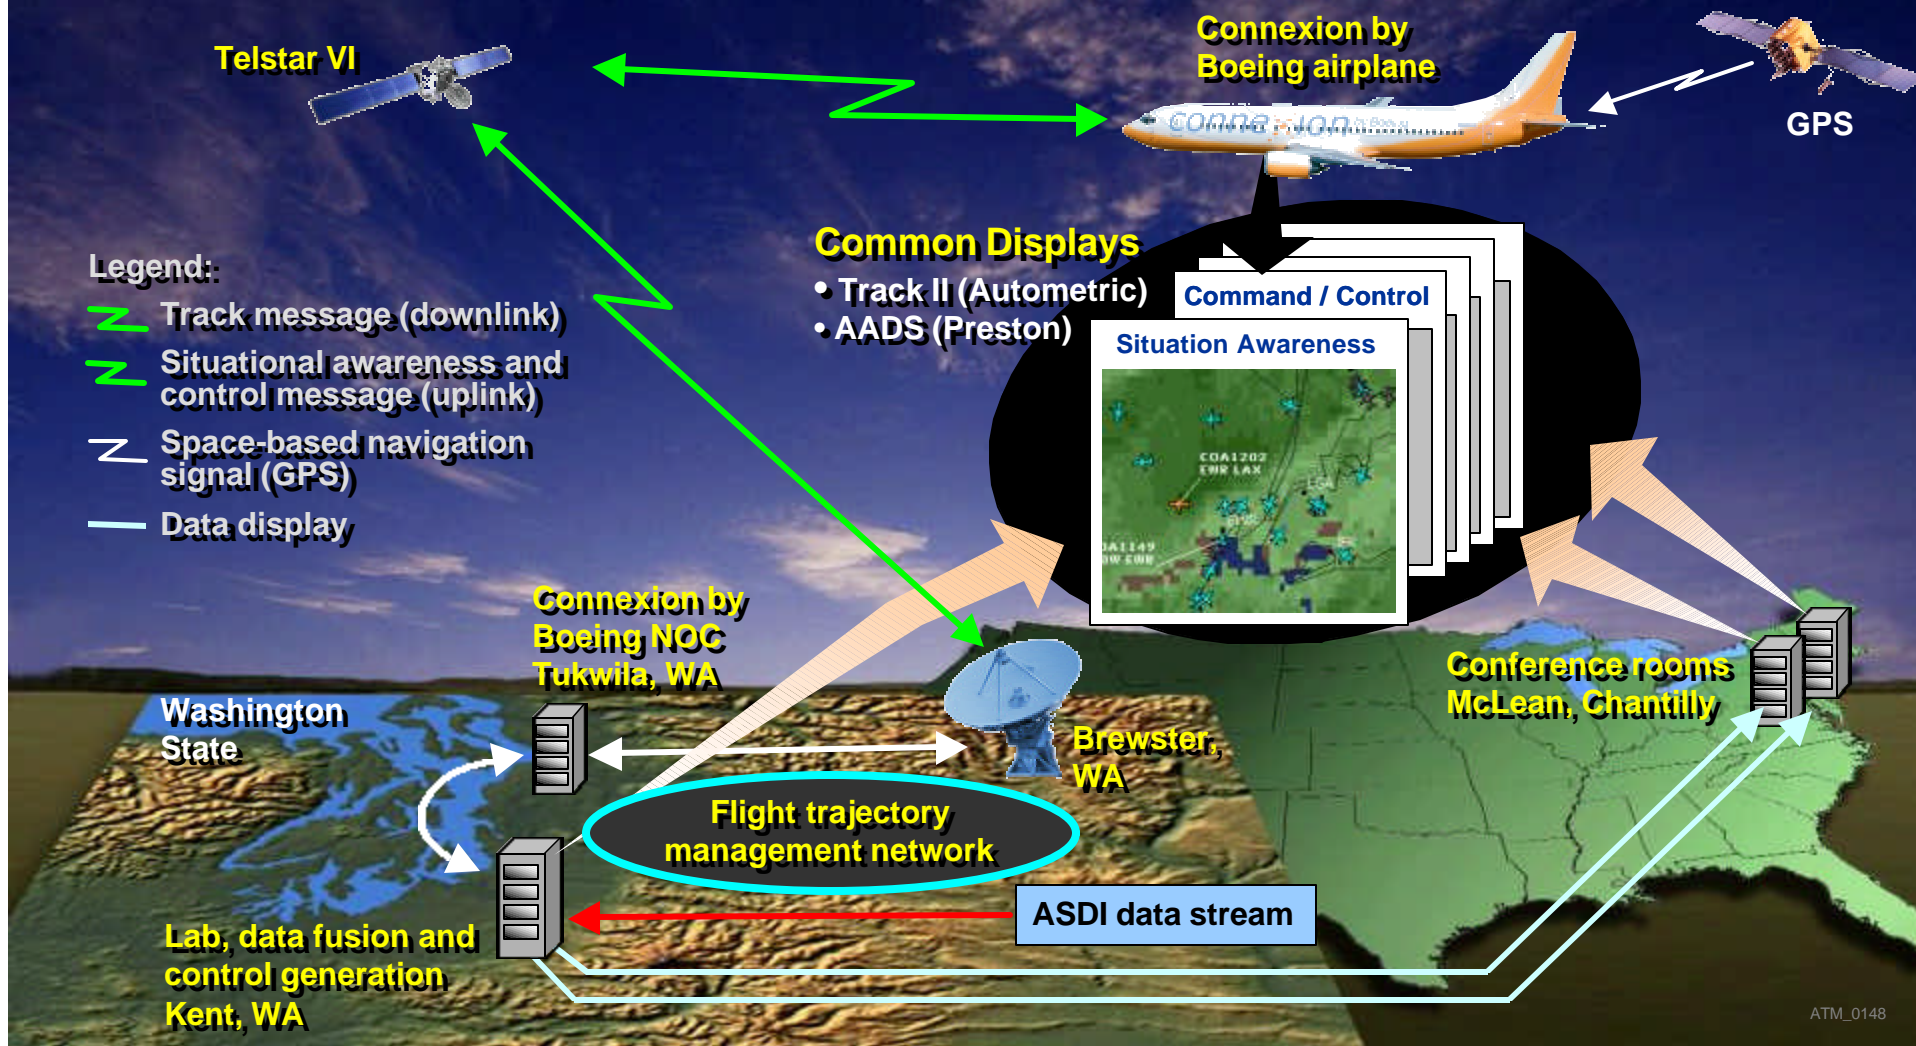 Telstar VI
Connexion by
Boeing airplane
GPS
Common Displays
• Track II (Autometric)
• AADS (Preston)
Legend:
Track message (downlink)
Situational awareness and
control message (uplink)
Space-based navigation
signal (GPS)
Data display
Command / Control
Situation Awareness
COA1202
EWR LAX
LGA
Connexion by
Boeing NOC
Tukwila, WA
Washington
State
Conference rooms
McLean, Chantilly
Brewster,
WA
Flight trajectory
management network
ASDI data stream
Lab, data fusion and
control generation
Kent, WA
ATM_0148